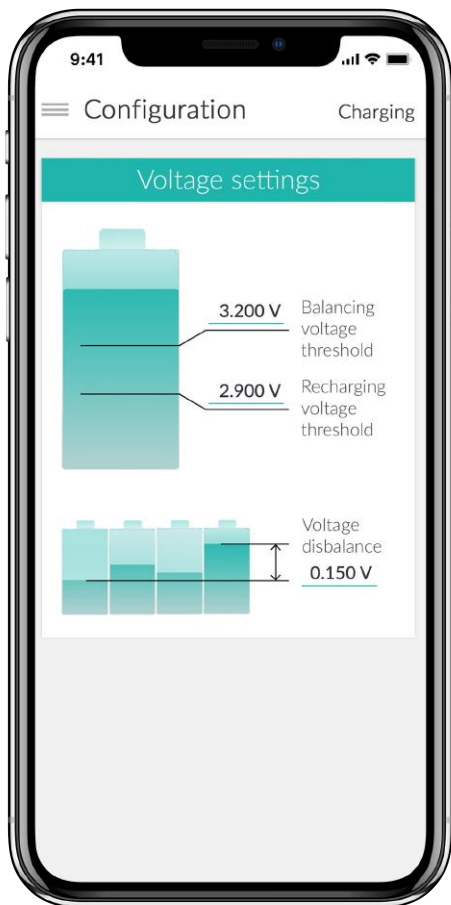 9:41
Configuration
Charging
Voltage settings
3.200 V
Balancing
voltage
threshold
2.900 V
Recharging
voltage
threshold
Voltage
disbalance
0.150 V